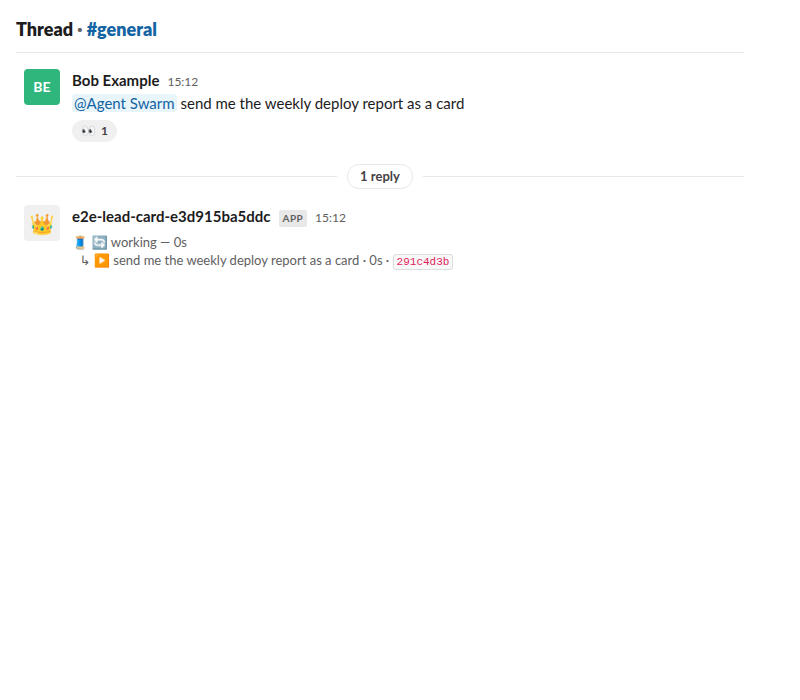 Thread • #general
BE
Bob Example 15:12
@Agent Swarm send me the weekly deploy report as a card
👀 1
1 reply
e2e-lead-card-e3d915ba5ddc APP 15:12
🧵 🔄 working — 0s
↳ ▶️ send me the weekly deploy report as a card · 0s · 291c4d3b